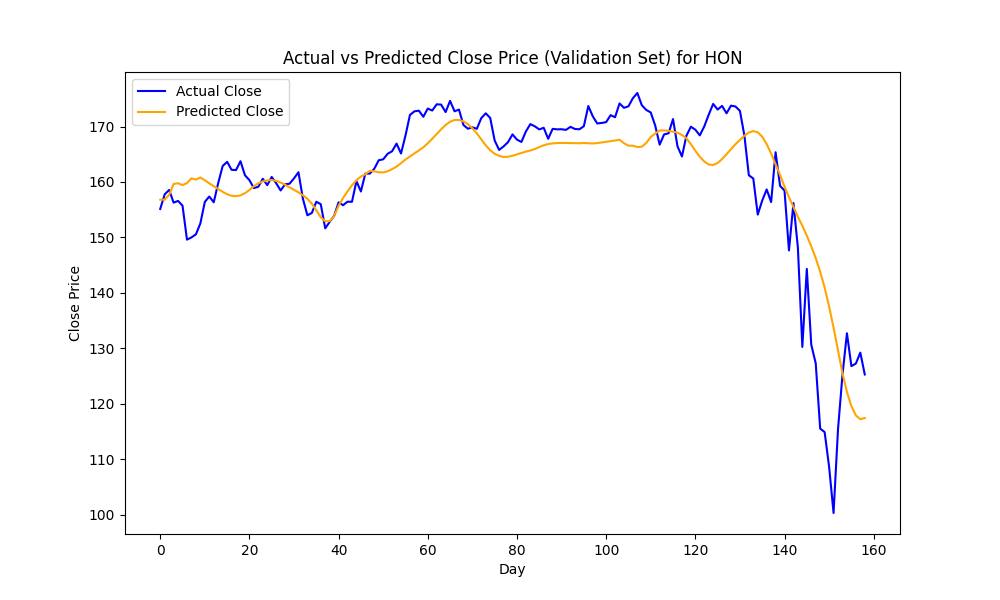 Actual vs Predicted Close Price (Validation Set) for HON
Actual Close
Predicted Close
Close Price
170
160
150
140
130
120
110
100
0 20 40 60 80 100 120 140 160
Day